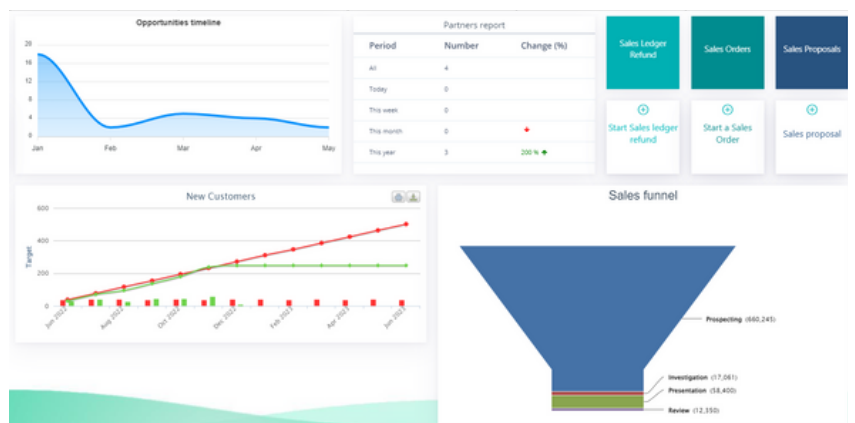 Opportunities timeline
20
16
12
8
4
0
Jan Feb Mar Apr May
Partners report
Period Number Change (%)
All 4
Today 0
This week 0
This month 0
This year 3 200 %
Sales Ledger
Refund
Sales Orders
Sales Proposals
Start Sales ledger
refund
Start a Sales
Order
Sales proposal
New Customers
Target
600
400
200
0
Jun 2022 Aug 2022 Oct 2022 Dec 2022 Feb 2023 Apr 2023 Jun 2023
Sales funnel
Prospecting (660,245)
Investigation (17,061)
Presentation (58,400)
Review (12,350)